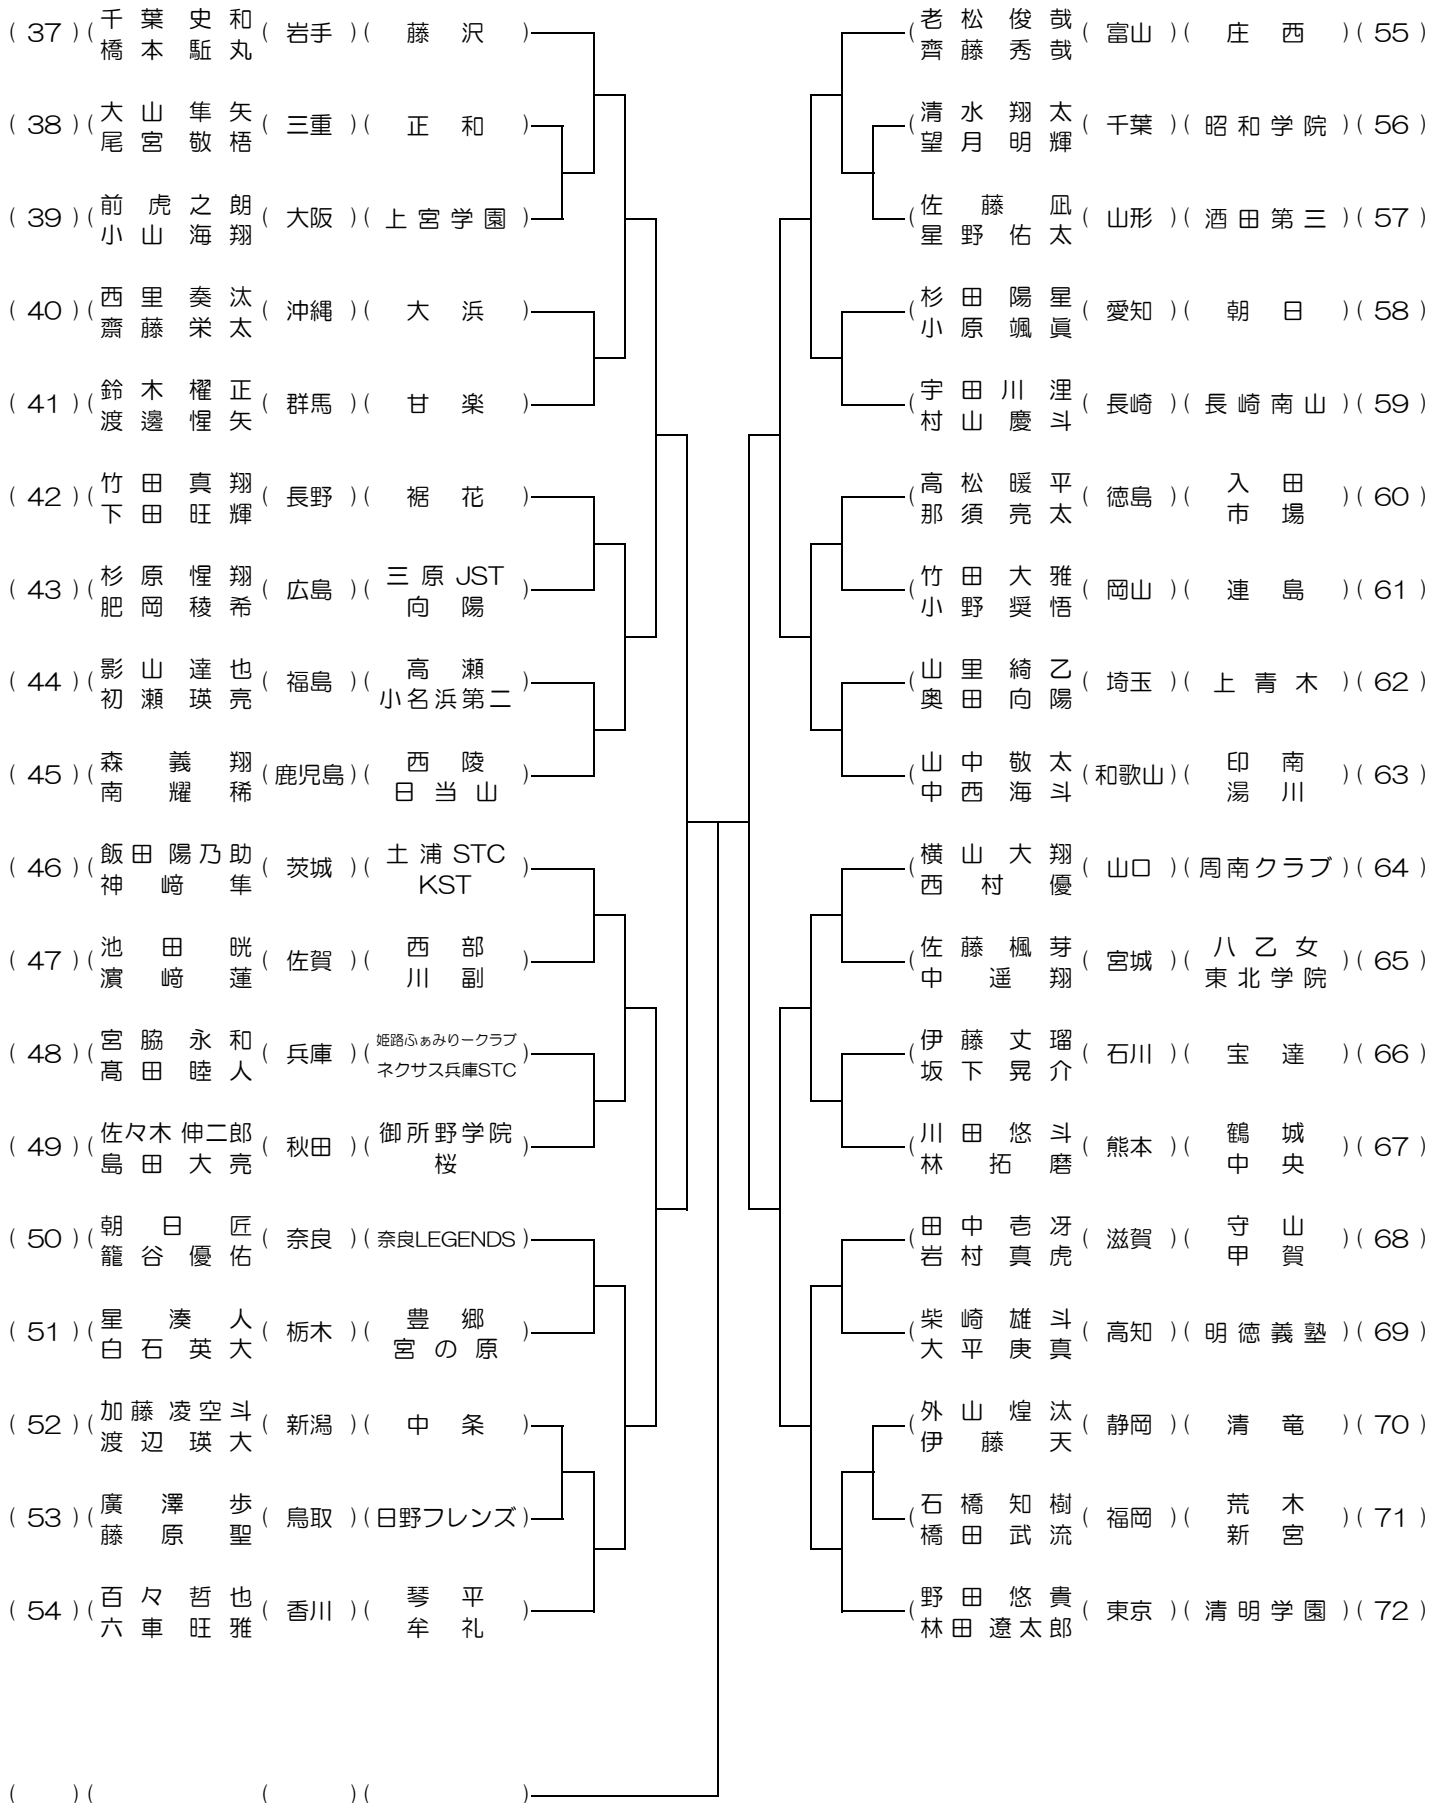 ( 37 ) ( 千葉史和 ( 岩手 ) ( 藤沢 )
橋本駈丸
( 38 ) ( 大山隼矢 ( 三重 ) ( 正和 )
尾宮敬梧
( 39 ) ( 前虎之朗 ( 大阪 ) ( 上宮学園 )
小山海翔
( 40 ) ( 西里奏汰 ( 沖縄 ) ( 大浜 )
齋藤栄太
( 41 ) ( 鈴木櫂正 ( 群馬 ) ( 甘楽 )
渡邊惺矢
( 42 ) ( 竹田真翔 ( 長野 ) ( 裾花 )
下田旺輝
( 43 ) ( 杉原惺翔 ( 広島 ) ( 三原JST )
肥岡稜希 向陽
( 44 ) ( 影山達也 ( 福島 ) ( 高瀬 )
初瀬瑛亮 小名浜第二
( 45 ) ( 森義翔 ( 鹿児島 ) ( 西陵 )
南耀稀 日当山
( 46 ) ( 飯田陽乃助 ( 茨城 ) ( 土浦STC )
神﨑隼 KST
( 47 ) ( 池田晄 ( 佐賀 ) ( 西部 )
濵﨑蓮 川副
( 48 ) ( 宮脇永和 ( 兵庫 ) ( 姫路ふぁみりークラブ )
髙田睦人 ネクサス兵庫STC
( 49 ) ( 佐々木伸二郎 ( 秋田 ) ( 御所野学院 )
島田大亮 桜
( 50 ) ( 朝日匠 ( 奈良 ) ( 奈良LEGENDS )
籠谷優佑
( 51 ) ( 星湊人 ( 栃木 ) ( 豊郷 )
白石英大 宮の原
( 52 ) ( 加藤凌空斗 ( 新潟 ) ( 中条 )
渡辺瑛大
( 53 ) ( 廣澤歩 ( 鳥取 ) ( 日野フレンズ )
藤原聖
( 54 ) ( 百々哲也 ( 香川 ) ( 琴平 )
六車旺雅 牟礼
( ) ( ( ) ( )
( 老松俊哉 ( 富山 ) ( 庄西 ) ( 55 )
齊藤秀哉
( 清水翔太 ( 千葉 ) ( 昭和学院 ) ( 56 )
望月明輝
( 佐藤凪 ( 山形 ) ( 酒田第三 ) ( 57 )
星野佑太
( 杉田陽星 ( 愛知 ) ( 朝日 ) ( 58 )
小原颯眞
( 宇田川浬 ( 長崎 ) ( 長崎南山 ) ( 59 )
村山慶斗
( 高松暖平 ( 徳島 ) ( 入田 ) ( 60 )
那須亮太 市場
( 竹田大雅 ( 岡山 ) ( 連島 ) ( 61 )
小野奨悟
( 山里綺乙 ( 埼玉 ) ( 上青木 ) ( 62 )
奥田向陽
( 山中敬太 ( 和歌山 ) ( 印南 ) ( 63 )
中西海斗 湯川
( 横山大翔 ( 山口 ) ( 周南クラブ ) ( 64 )
西村優
( 佐藤楓芽 ( 宮城 ) ( 八乙女 ) ( 65 )
中遥翔 東北学院
( 伊藤丈瑠 ( 石川 ) ( 宝達 ) ( 66 )
坂下晃介
( 川田悠斗 ( 熊本 ) ( 鶴城 ) ( 67 )
林拓磨 中央
( 田中壱冴 ( 滋賀 ) ( 守山 ) ( 68 )
岩村真虎 甲賀
( 柴崎雄斗 ( 高知 ) ( 明徳義塾 ) ( 69 )
大平庚真
( 外山煌汰 ( 静岡 ) ( 清竜 ) ( 70 )
伊藤天
( 石橋知樹 ( 福岡 ) ( 荒木 ) ( 71 )
橋田武流 新宮
( 野田悠貴 ( 東京 ) ( 清明学園 ) ( 72 )
林田遼太郎